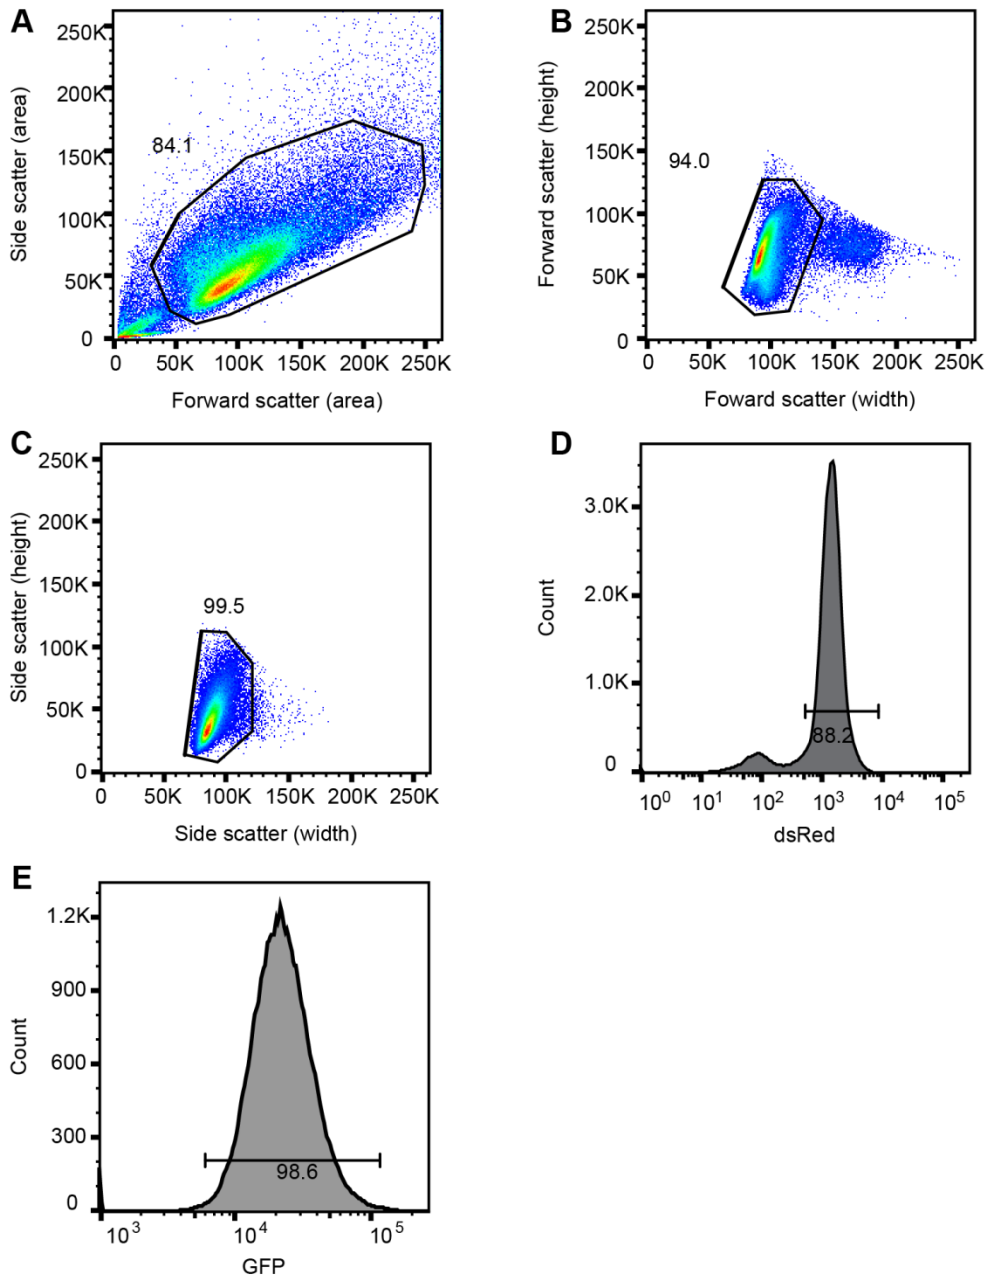 A
250K
200K
150K
100K
50K
0
84.1
Side scatter (area)
0 50K 100K 150K 200K 250K
Forward scatter (area)
B
250K
200K
150K
100K
50K
0
94.0
Forward scatter (height)
0 50K 100K 150K 200K 250K
Foward scatter (width)
C
250K
200K
150K
100K
50K
0
99.5
Side scatter (height)
0 50K 100K 150K 200K 250K
Side scatter (width)
D
3.0K
2.0K
1.0K
0
88.2
Count
10^0 10^1 10^2 10^3 10^4 10^5
dsRed
E
1.2K
900
600
300
0
98.6
Count
10^3 10^4 10^5
GFP